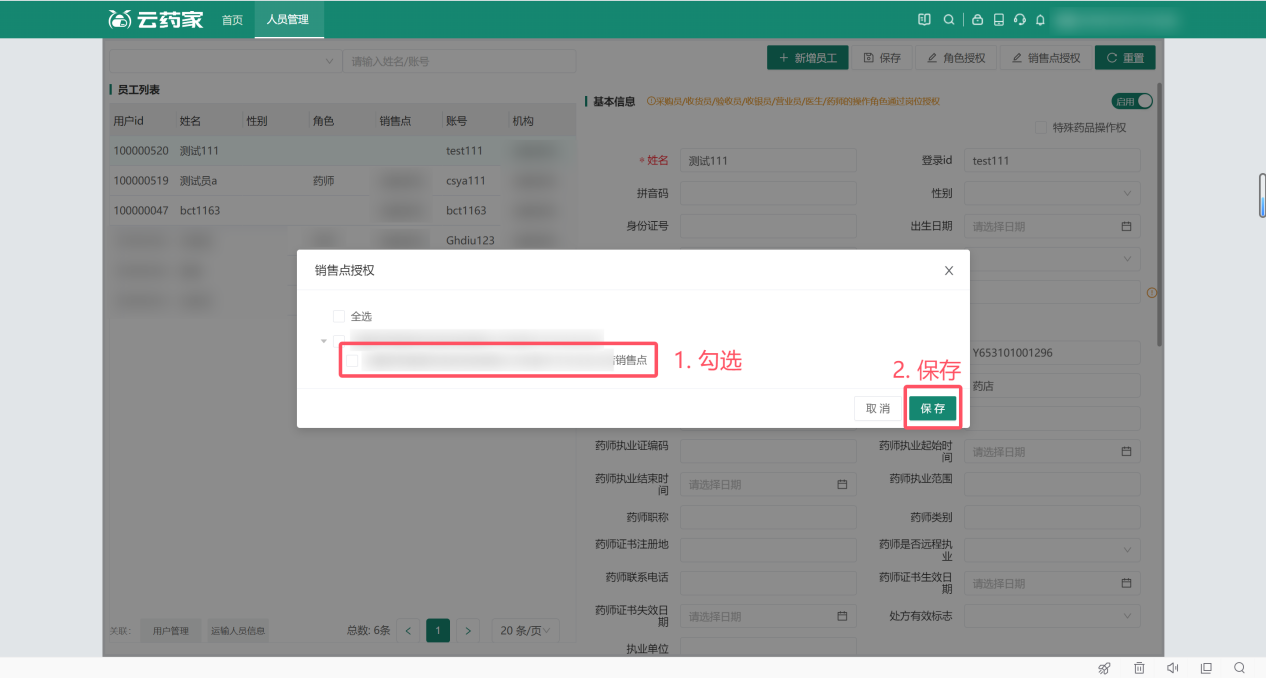 云药家 首页 人员管理
请输入姓名/账号 新增员工 保存 角色授权 销售点授权 重置
员工列表
用户id 姓名 性别 角色 销售点 账号 机构
100000520 测试111 test111
100000519 测试员a 药师 csya111
100000047 bct1163 bct1163
Ghdiu123
基本信息 采购员/收货员/验收员/收银员/营业员/医生/药师的操作角色通过岗位授权 启用
特殊药品操作权
* 姓名 测试111 登录id test111
拼音码 性别
身份证号 出生日期 请选择日期
销售点授权
全选
销售点
1. 勾选
2. 保存
取消 保存
Y653101001296
药店
药师执业证编码 药师执业起始时间 请选择日期
药师执业结束时间 请选择日期 药师执业范围
药师职称 药师类别
药师证书注册地 药师是否远程执业
药师联系电话 药师证书生效日期 请选择日期
药师证书失效日期 请选择日期 处方有效标志
执业单位
关联: 用户管理 运输人员信息 总数: 6条 < 1 > 20 条/页